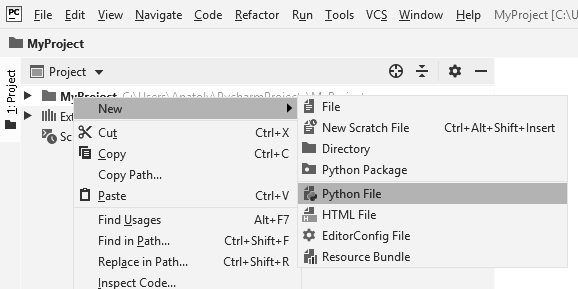 PC File Edit View Navigate Code Refactor Run Tools VCS Window Help MyProject [C:\U
MyProject
1: Project
Project
MyProject C:\Users\Anatoly\PycharmProjects\MyProject
Ext
Sc
New
Cut Ctrl+X
Copy Ctrl+C
Copy Path...
Paste Ctrl+V
Find Usages Alt+F7
Find in Path... Ctrl+Shift+F
Replace in Path... Ctrl+Shift+R
Inspect Code...
File
New Scratch File Ctrl+Alt+Shift+Insert
Directory
Python Package
Python File
HTML File
EditorConfig File
Resource Bundle